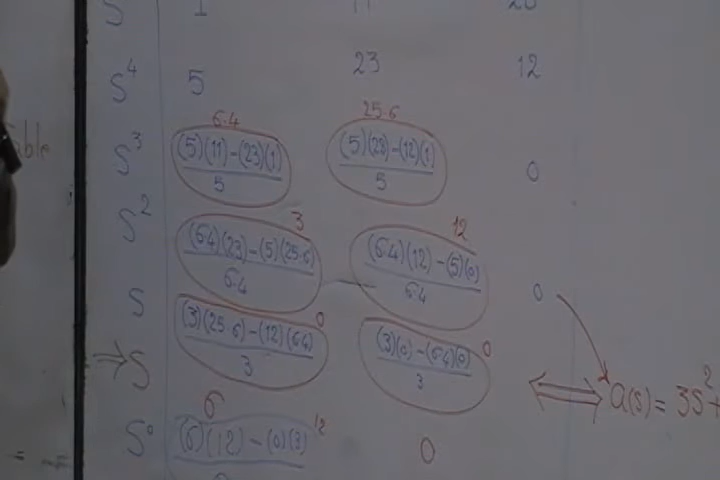 S 1 11
S⁴ 5 23 12
6.4 25.6
S³ (5)(11)-(23)(1)/5 (5)(28)-(12)(1)/5 0
3 12
S² (6.4)(23)-(5)(25.6)/6.4 (6.4)(12)-(5)(0)/6.4
0 0
S (3)(25.6)-(12)(6.4)/3 (3)(0)-(6.4)(0)/3 0
⇒ S 6 ⇔ a(s) = 3S²+
12
S⁰ (6)(12)-(0)(3) 0